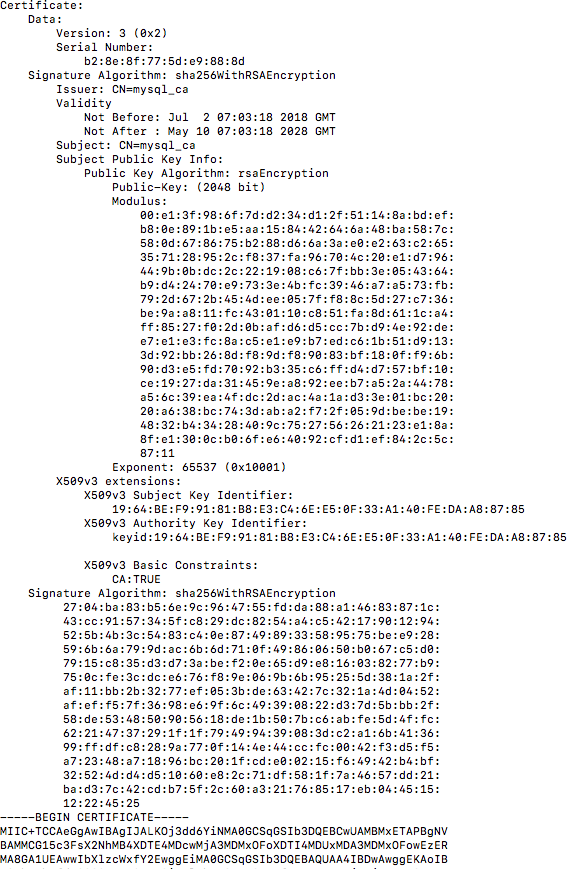 Certificate:
    Data:
        Version: 3 (0x2)
        Serial Number:
            b2:8e:8f:77:5d:e9:88:8d
    Signature Algorithm: sha256WithRSAEncryption
        Issuer: CN=mysql_ca
        Validity
            Not Before: Jul  2 07:03:18 2018 GMT
            Not After : May 10 07:03:18 2028 GMT
        Subject: CN=mysql_ca
        Subject Public Key Info:
            Public Key Algorithm: rsaEncryption
                Public-Key: (2048 bit)
                Modulus:
                    00:e1:3f:98:6f:7d:d2:34:d1:2f:51:14:8a:bd:ef:
                    b8:0e:89:1b:e5:aa:15:84:42:64:6a:48:ba:58:7c:
                    58:0d:67:86:75:b2:88:d6:6a:3a:e0:e2:63:c2:65:
                    35:71:28:95:2c:f8:37:fa:96:70:4c:20:e1:d7:96:
                    44:9b:0b:dc:2c:22:19:08:c6:7f:bb:3e:05:43:64:
                    b9:d4:24:70:e9:73:3e:4b:fc:39:46:a7:a5:73:fb:
                    79:2d:67:2b:45:4d:ee:05:7f:f8:8c:5d:27:c7:36:
                    be:9a:a8:11:fc:43:01:10:c8:51:fa:8d:61:1c:a4:
                    ff:85:27:f0:2d:0b:af:d6:d5:cc:7b:d9:4e:92:de:
                    e7:e1:e3:fc:8a:c5:e1:e9:b7:ed:c6:1b:51:d9:13:
                    3d:92:bb:26:8d:f8:9d:f8:90:83:bf:18:0f:f9:6b:
                    90:d3:e5:fd:70:92:b3:35:c6:ff:d4:d7:57:bf:10:
                    ce:19:27:da:31:45:9e:a8:92:ee:b7:a5:2a:44:78:
                    a5:6c:39:ea:4f:dc:2d:ac:4a:1a:d3:3e:01:bc:20:
                    20:a6:38:bc:74:3d:ab:a2:f7:2f:05:9d:be:be:19:
                    48:32:b4:34:28:40:9c:75:27:56:26:21:23:e1:8a:
                    8f:e1:30:0c:b0:6f:e6:40:92:cf:d1:ef:84:2c:5c:
                    87:11
                Exponent: 65537 (0x10001)
        X509v3 extensions:
            X509v3 Subject Key Identifier:
                19:64:BE:F9:91:81:B8:E3:C4:6E:E5:0F:33:A1:40:FE:DA:A8:87:85
            X509v3 Authority Key Identifier:
                keyid:19:64:BE:F9:91:81:B8:E3:C4:6E:E5:0F:33:A1:40:FE:DA:A8:87:85
            X509v3 Basic Constraints:
                CA:TRUE
    Signature Algorithm: sha256WithRSAEncryption
         27:04:ba:83:b5:6e:9c:96:47:55:fd:da:88:a1:46:83:87:1c:
         43:cc:91:57:34:5f:c8:29:dc:82:54:a4:c5:42:17:90:12:94:
         52:5b:4b:3c:54:83:c4:0e:87:49:89:33:58:95:75:be:e9:28:
         59:6b:6a:79:9d:ac:6b:6d:71:0f:49:86:06:50:b0:67:c5:d0:
         79:15:c8:35:d3:d7:3a:be:f2:0e:65:d9:e8:16:03:82:77:b9:
         75:0c:fe:3c:dc:e6:76:f8:9e:06:9b:6b:95:25:5d:38:1a:2f:
         af:11:bb:2b:32:77:ef:05:3b:de:63:42:7c:32:1a:4d:04:52:
         af:ef:f5:7f:36:98:e6:9f:6c:49:39:08:22:d3:7d:5b:bb:2f:
         58:de:53:48:50:90:56:18:de:1b:50:7b:c6:ab:fe:5d:4f:fc:
         62:21:47:37:29:1f:1f:79:49:94:39:08:3d:c2:a1:6b:41:36:
         99:ff:df:c8:28:9a:77:0f:14:4e:44:cc:fc:00:42:f3:d5:f5:
         a7:23:48:a7:18:96:bc:20:1f:cd:e0:02:15:f6:49:42:b4:bf:
         32:52:4d:d4:d5:10:60:e8:2c:71:df:58:1f:7a:46:57:dd:21:
         ba:d3:7c:42:cd:b7:5f:2c:60:a3:21:76:85:17:eb:04:45:15:
         12:22:45:25
-----BEGIN CERTIFICATE-----
MIIC+TCCAeGgAwIBAgIJALKOj3dd6YiNMA0GCSqGSIb3DQEBCwUAMBMxETAPBgNV
BAMMCG15c3FsX2NhMB4XDTE4MDcwMjA3MDMxOFoXDTI4MDUxMDA3MDMxOFowEzER
MA8GA1UEAwwIbXlzcWxfY2EwggEiMA0GCSqGSIb3DQEBAQUAA4IBDwAwggEKAoIB